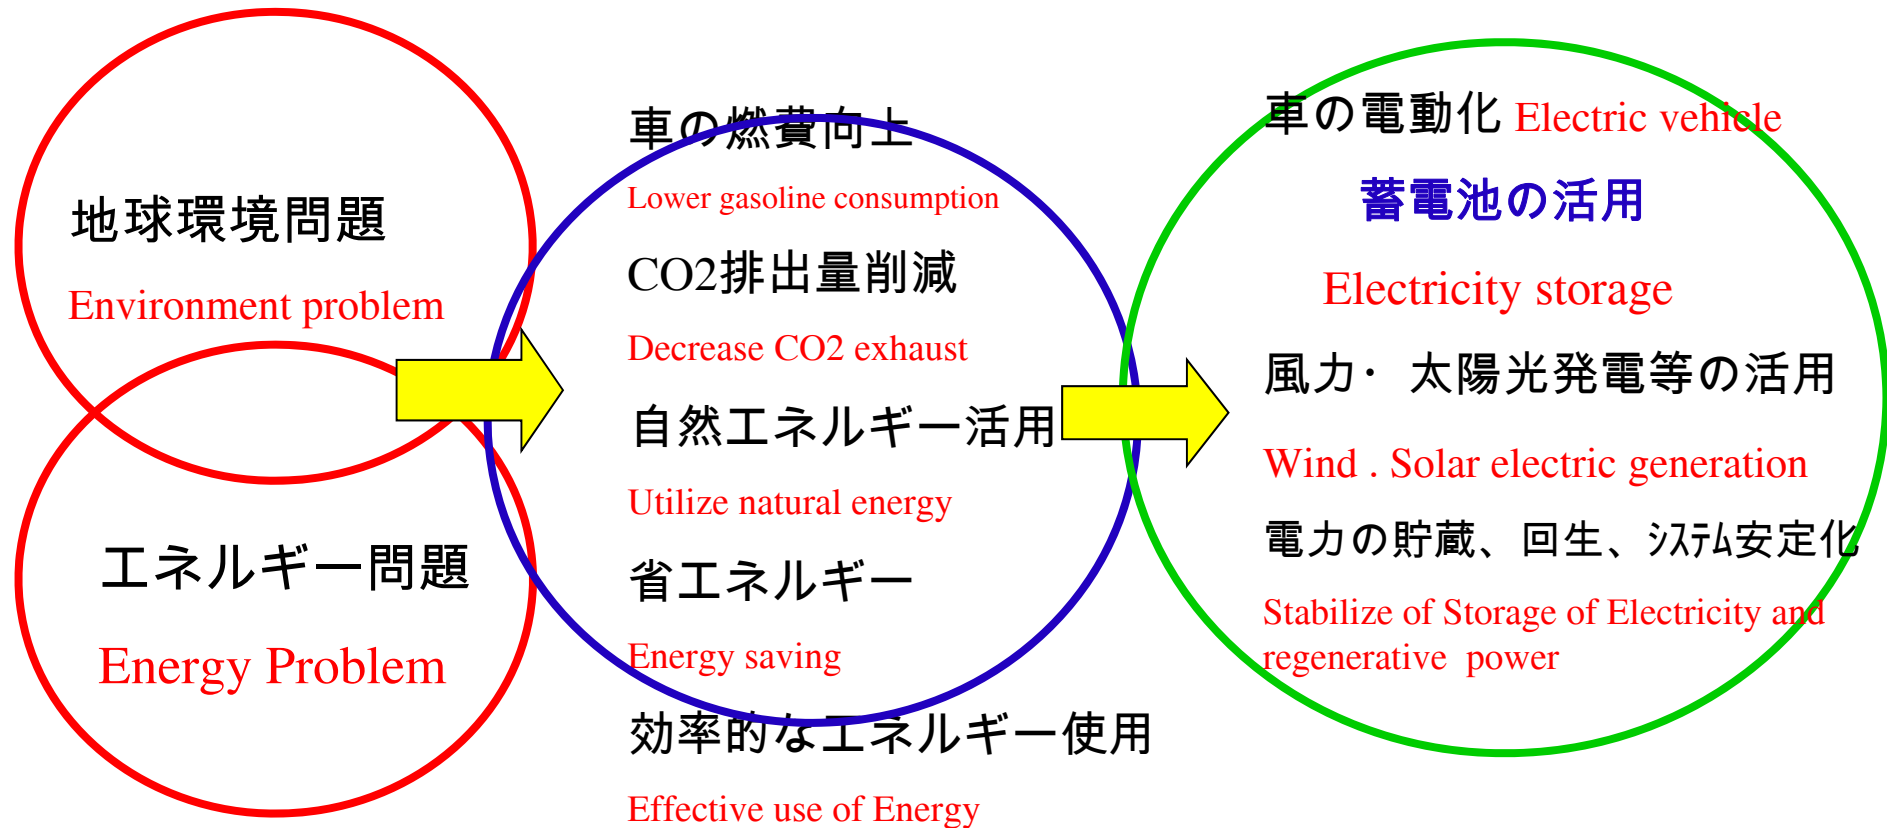 地球環境問題
Environment problem
エネルギー問題
Energy Problem
車の燃費向上
Lower gasoline consumption
CO2排出量削減
Decrease CO2 exhaust
自然エネルギー活用
Utilize natural energy
省エネルギー
Energy saving
効率的なエネルギー使用
Effective use of Energy
車の電動化 Electric vehicle
蓄電池の活用
Electricity storage
風力・ 太陽光発電等の活用
Wind . Solar electric generation
電力の貯蔵、回生、ｼｽﾃﾑ安定化
Stabilize of Storage of Electricity and
regenerative power